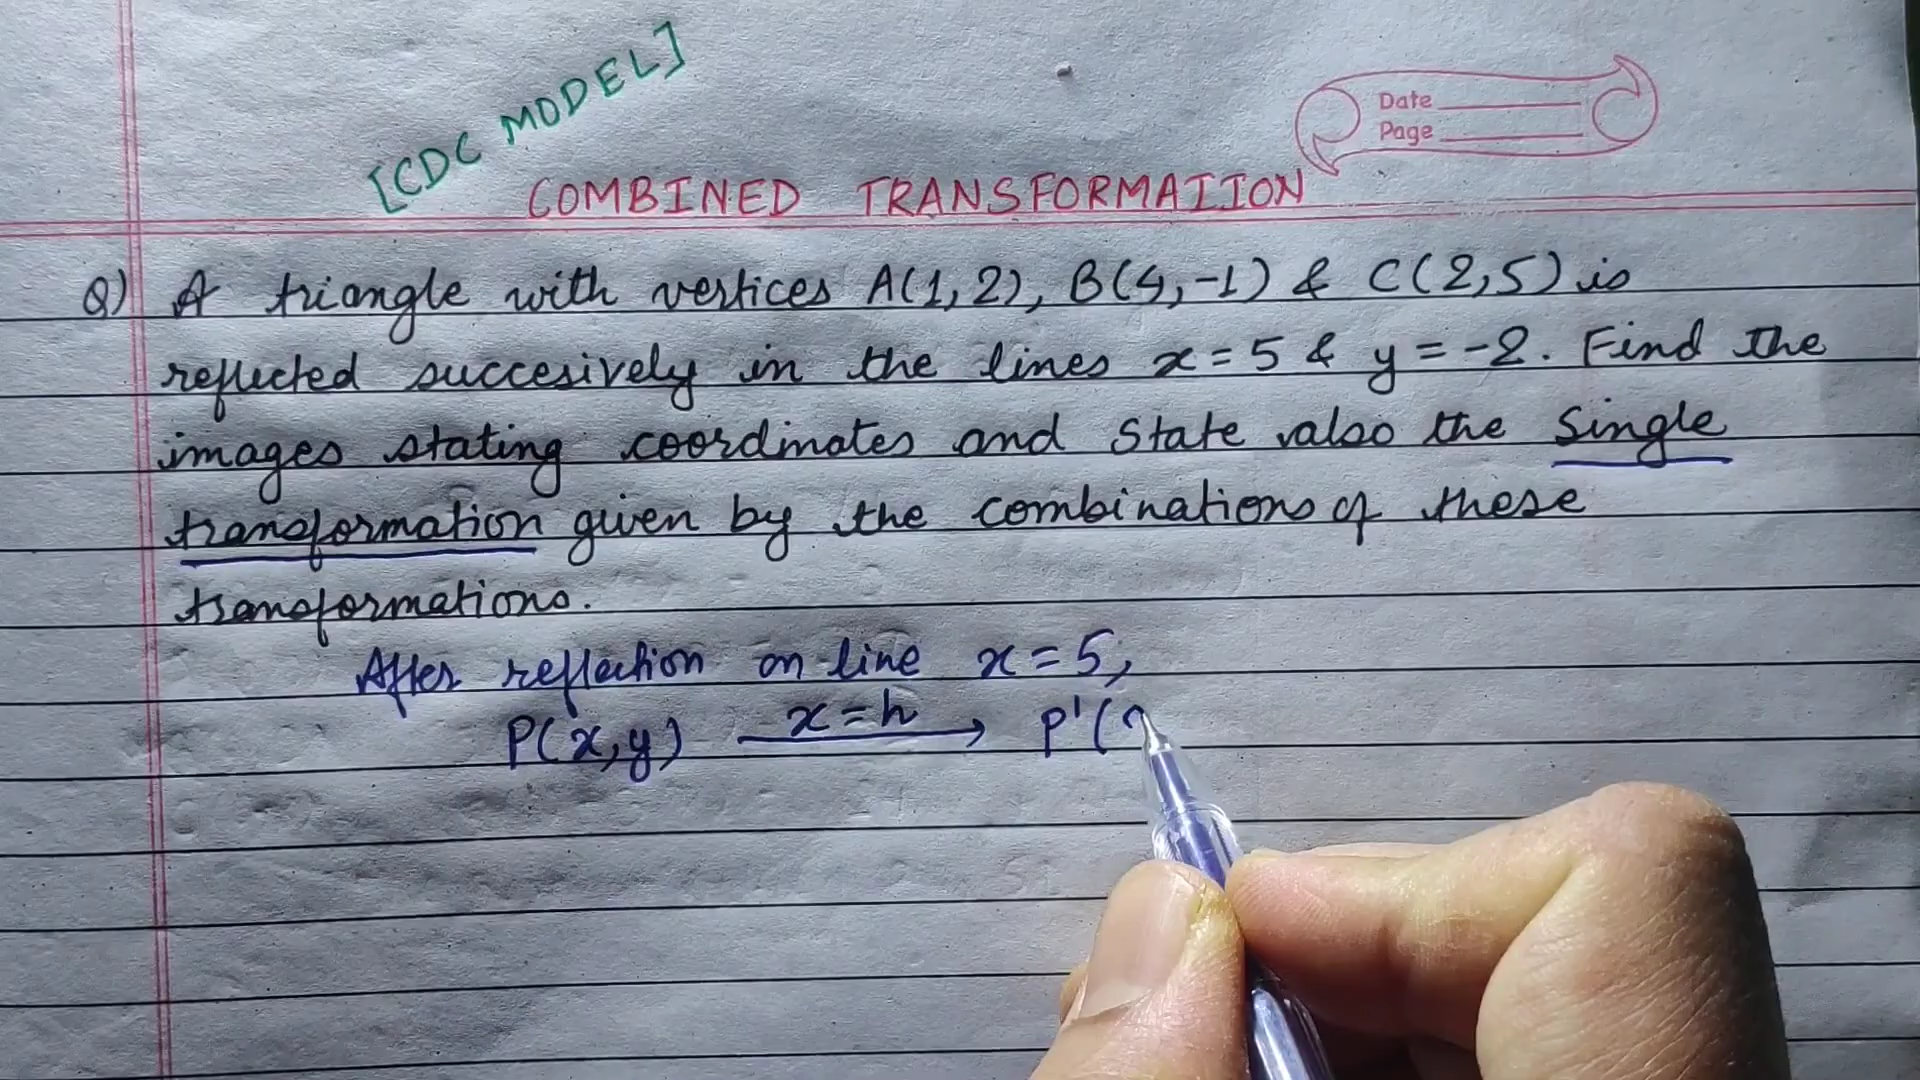 [CDC MODEL]
Date
Page
COMBINED TRANSFORMATION
Q) A triangle with vertices A(1,2), B(4,-1) & C(2,5) is
reflected succesively in the lines x=5 & y=-2. Find the
images stating coordinates and State also the Single
transformation given by the combinations of these
transformations.
After reflection on line x=5,
P(x,y) x=h → P'(